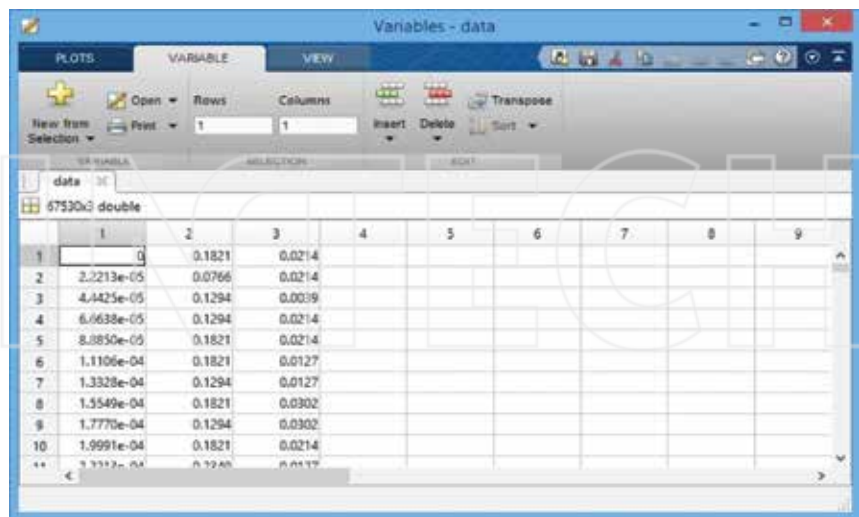 Variables - data
PLOTS VARIABLE VIEW
New from Selection Open Rows Columns Insert Delete Transpose
Print 1 1 Sort
VARIABLE SELECTION EDIT
data
67530x3 double
1 2 3 4 5 6 7 8 9
1 0 0.1821 0.0214
2 2.2213e-05 0.0766 0.0214
3 4.4425e-05 0.1294 0.0039
4 6.6638e-05 0.1294 0.0214
5 8.8850e-05 0.1821 0.0214
6 1.1106e-04 0.1821 0.0127
7 1.3328e-04 0.1294 0.0127
8 1.5549e-04 0.1821 0.0302
9 1.7770e-04 0.1294 0.0302
10 1.9991e-04 0.1821 0.0214